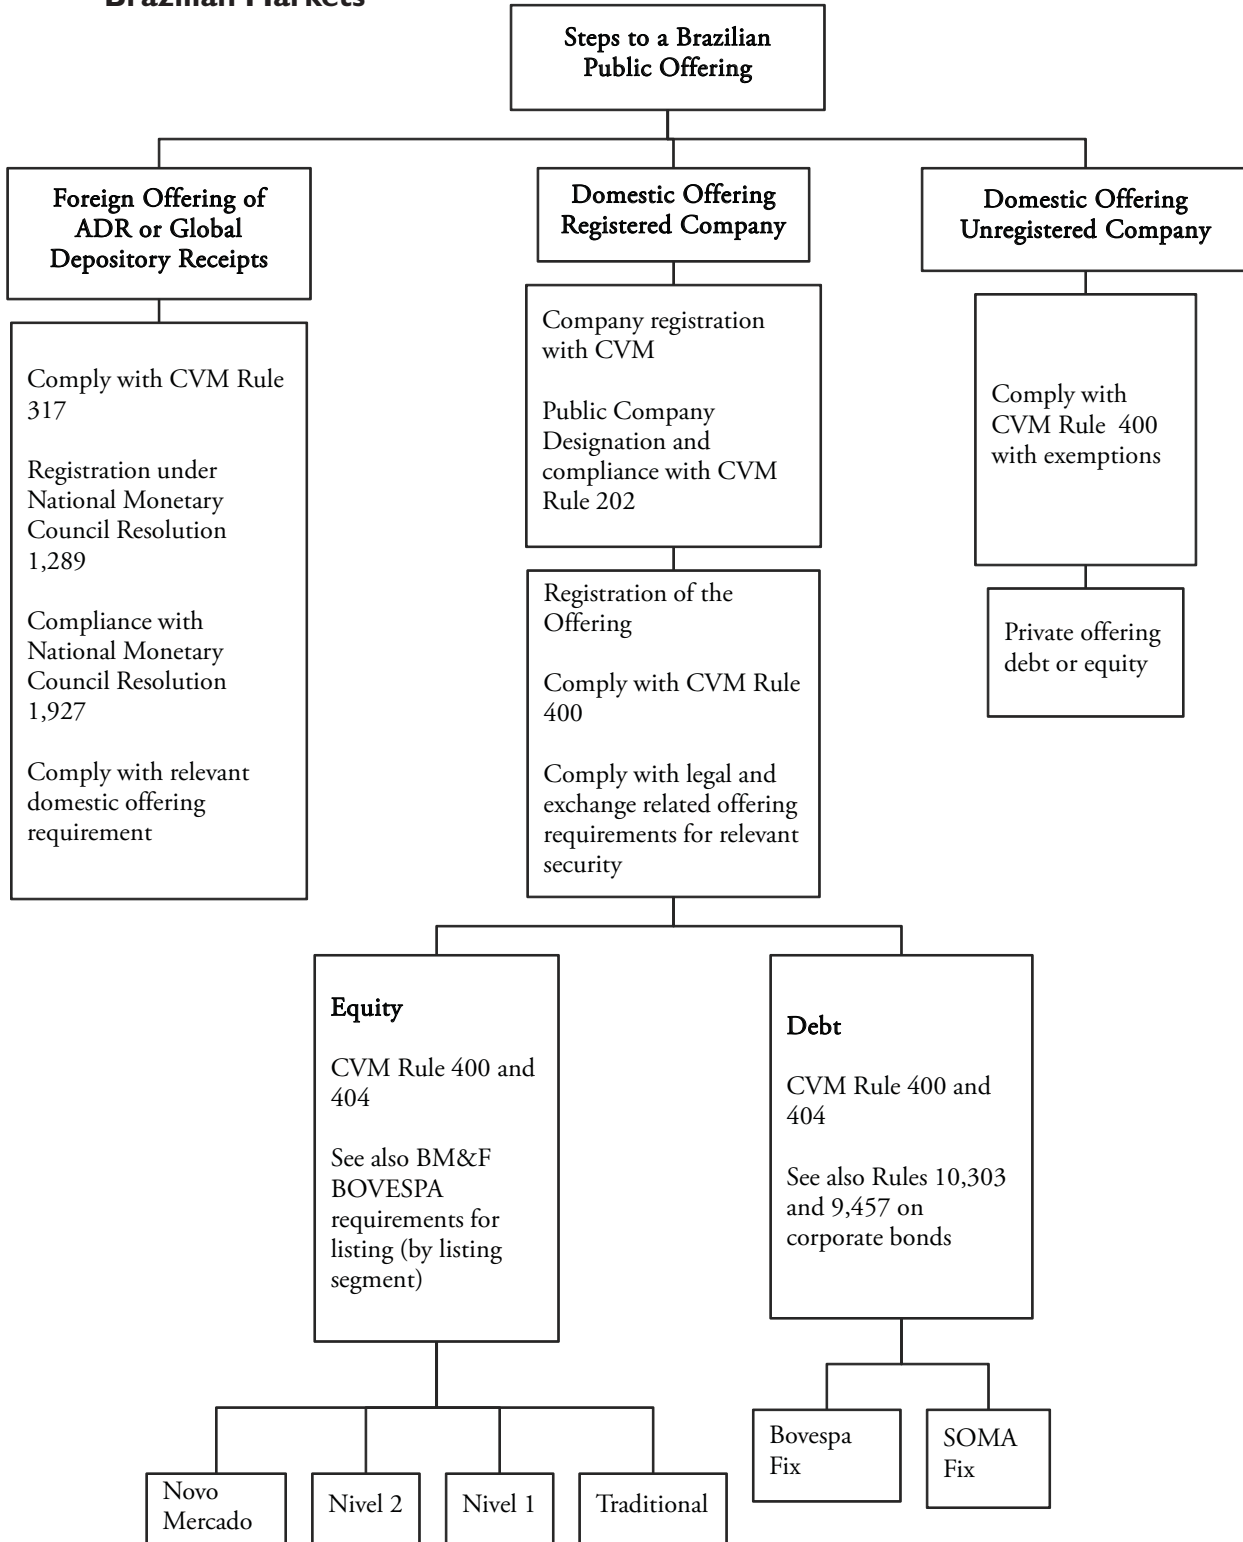 Brazilian Markets
Steps to a Brazilian
Public Offering
Foreign Offering of
ADR or Global
Depository Receipts
Domestic Offering
Registered Company
Domestic Offering
Unregistered Company
Comply with CVM Rule
317
Registration under
National Monetary
Council Resolution
1,289
Compliance with
National Monetary
Council Resolution
1,927
Comply with relevant
domestic offering
requirement
Company registration
with CVM
Public Company
Designation and
compliance with CVM
Rule 202
Registration of the
Offering
Comply with CVM Rule
400
Comply with legal and
exchange related offering
requirements for relevant
security
Comply with
CVM Rule 400
with exemptions
Private offering
debt or equity
Equity
CVM Rule 400 and
404
See also BM&F
BOVESPA
requirements for
listing (by listing
segment)
Debt
CVM Rule 400 and
404
See also Rules 10,303
and 9,457 on
corporate bonds
Novo
Mercado
Nivel 2
Nivel 1
Traditional
Bovespa
Fix
SOMA
Fix